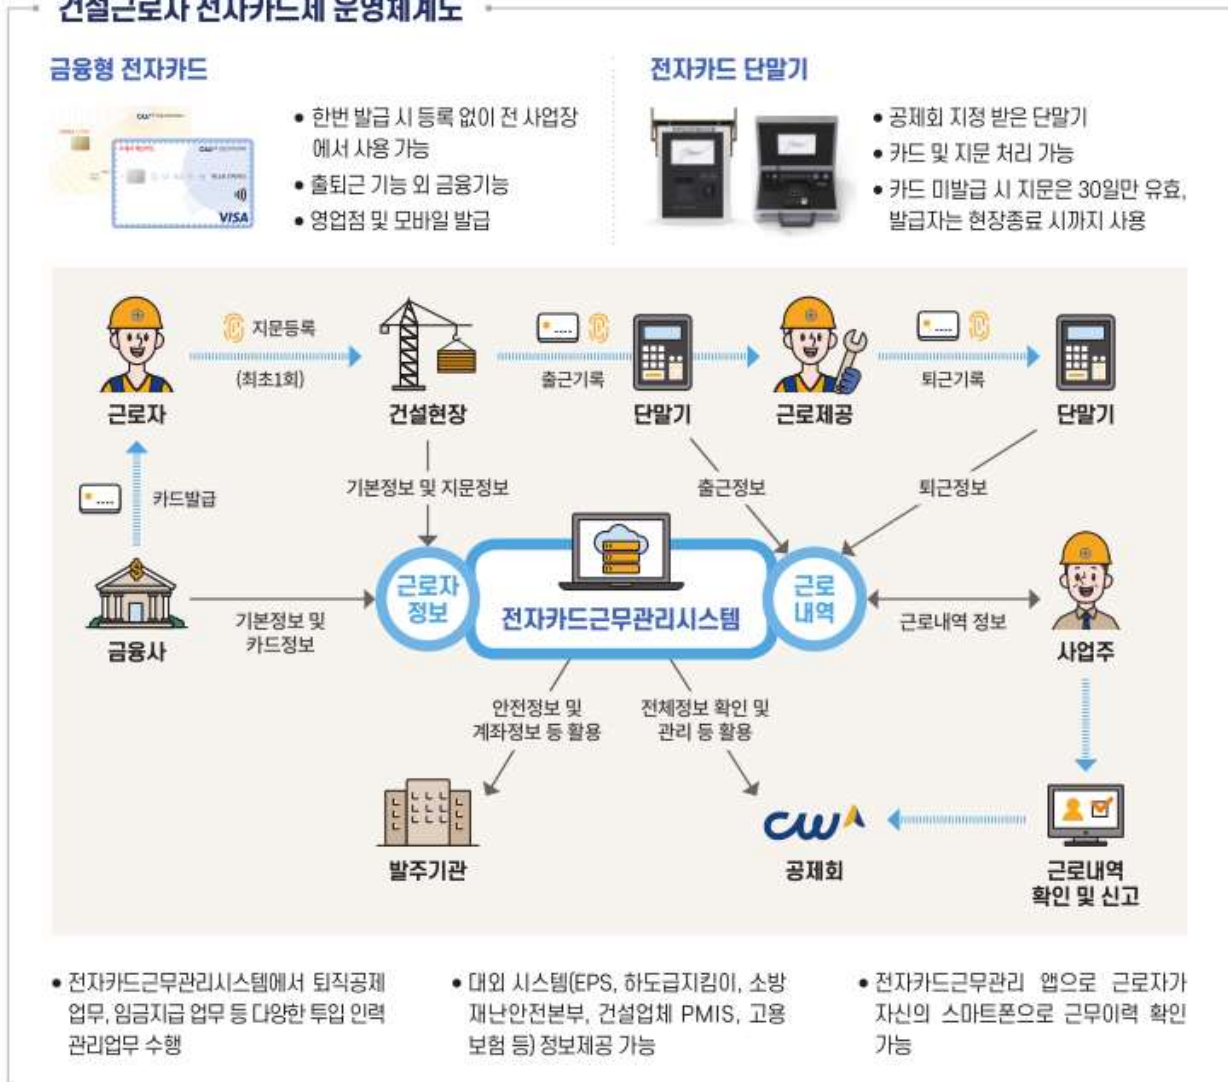 건설근로자 전자카드제 운영체계도
금융형 전자카드
VISA
• 한번 발급 시 등록 없이 전 사업장
에서 사용 가능
• 출퇴근 기능 외 금융기능
• 영업점 및 모바일 발급
전자카드 단말기
• 공제회 지정 받은 단말기
• 카드 및 지문 처리 가능
• 카드 미발급 시 지문은 30일만 유효,
발급자는 현장종료 시까지 사용
지문등록
(최초1회)
출근기록
퇴근기록
근로자
건설현장
단말기
근로제공
단말기
카드발급
기본정보 및 지문정보
출근정보
퇴근정보
금융사
기본정보 및
카드정보
근로자
정보
전자카드근무관리시스템
근로
내역
근로내역 정보
사업주
안전정보 및
계좌정보 등 활용
전체정보 확인 및
관리 등 활용
발주기관
cw
공제회
근로내역
확인 및 신고
• 전자카드근무관리시스템에서 퇴직공제
업무, 임금지급 업무 등 다양한 투입 인력
관리업무 수행
• 대외 시스템(EPS, 하도급지킴이, 소방
재난안전본부, 건설업체 PMIS, 고용
보험 등) 정보제공 가능
• 전자카드근무관리 앱으로 근로자가
자신의 스마트폰으로 근무이력 확인
가능